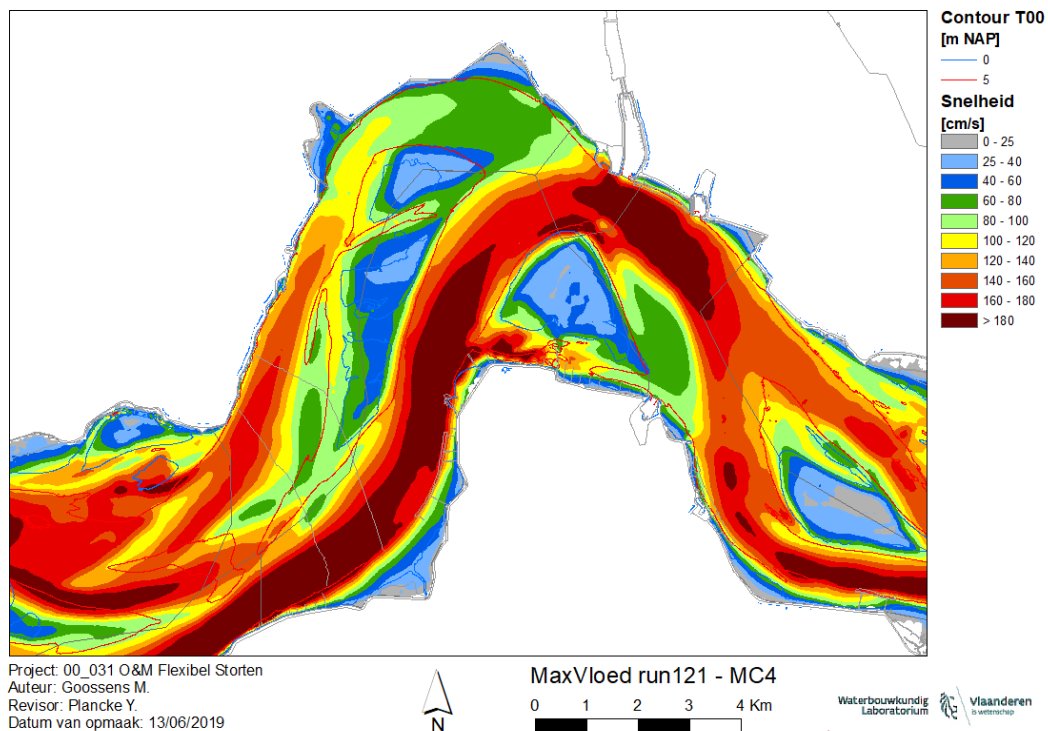 Contour T00
[m NAP]
0
5
Snelheid
[cm/s]
0 - 25
25 - 40
40 - 60
60 - 80
80 - 100
100 - 120
120 - 140
140 - 160
160 - 180
> 180
Project: 00_031 O&M Flexibel Storten
Auteur: Goossens M.
Revisor: Plancke Y.
Datum van opmaak: 13/06/2019
N
MaxVloed run121 - MC4
0 1 2 3 4 Km
Waterbouwkundig
Laboratorium
Vlaanderen
is wetenschap